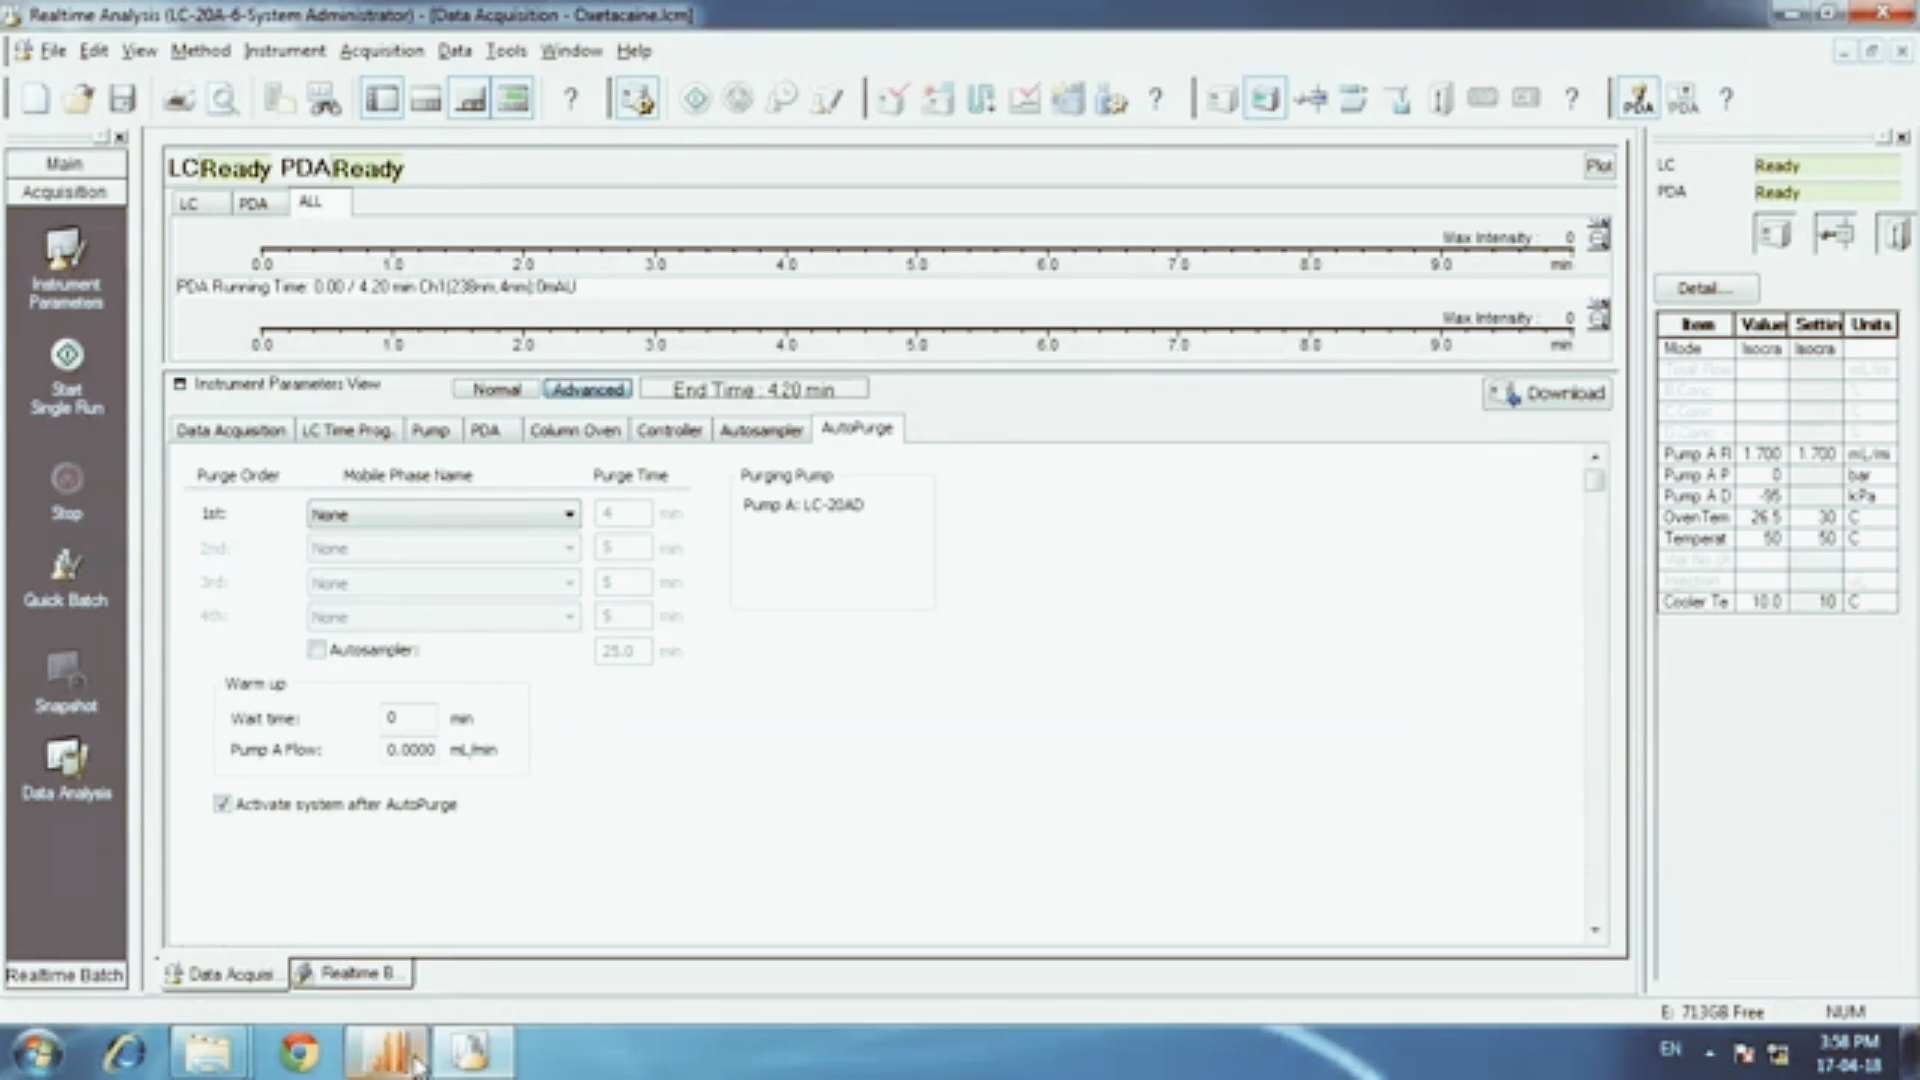 Realtime Analysis (LC-20A-6-System Administrator) - [Data Acquisition - Oxetacaine.lcm]
File Edit View Method Instrument Acquisition Data Tools Window Help
Main
Acquisition
Instrument Parameters
Start Single Run
Stop
Quick Batch
Snapshot
Data Analysis
Realtime Batch
LCReady PDAReady
Plot
LC PDA ALL
Max Intensity : 0
0.0 1.0 2.0 3.0 4.0 5.0 6.0 7.0 8.0 9.0 min
PDA Running Time: 0.00 / 4.20 min Ch1(238nm,4nm):0mAU
Max Intensity : 0
0.0 1.0 2.0 3.0 4.0 5.0 6.0 7.0 8.0 9.0 min
Instrument Parameters View Normal Advanced End Time : 4.20 min Download
Data Acquisition LC Time Prog. Pump PDA Column Oven Controller Autosampler AutoPurge
Purge Order Mobile Phase Name Purge Time Purging Pump
1st: None 4 min Pump A: LC-20AD
2nd: None 5 min
3rd: None 5 min
4th: None 5 min
Autosampler: 25.0 min
Warm up
Wait time: 0 min
Pump A Flow: 0.0000 mL/min
Activate system after AutoPurge
Data Acquisi... Realtime B...
LC Ready
PDA Ready
Detail...
Item Value Settin Units
Mode Isocra Isocra
Pump A Fl 1.700 1.700 mL/mi
Pump A P 0 bar
Pump A D -95 kPa
Oven Tem 26.5 30 C
Temperat 50 50 C
Cooler Te 10.0 10 C
E: 713GB Free NUM
EN 3:58 PM
17-04-18